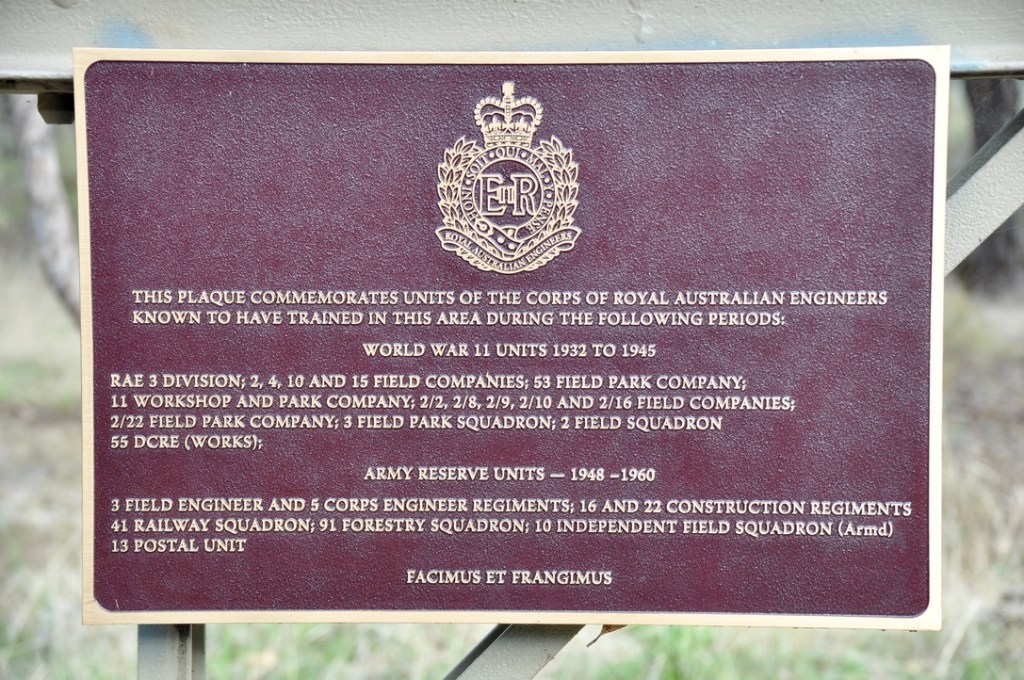 HONI · SOIT · QUI · MAL · Y · PENSE
EIIR
ROYAL AUSTRALIAN ENGINEERS
THIS PLAQUE COMMEMORATES UNITS OF THE CORPS OF ROYAL AUSTRALIAN ENGINEERS
KNOWN TO HAVE TRAINED IN THIS AREA DURING THE FOLLOWING PERIODS:
WORLD WAR 11 UNITS 1932 TO 1945
RAE 3 DIVISION; 2, 4, 10 AND 15 FIELD COMPANIES; 53 FIELD PARK COMPANY;
11 WORKSHOP AND PARK COMPANY; 2/2, 2/8, 2/9, 2/10 AND 2/16 FIELD COMPANIES;
2/22 FIELD PARK COMPANY; 3 FIELD PARK SQUADRON; 2 FIELD SQUADRON
55 DCRE (WORKS);
ARMY RESERVE UNITS — 1948 –1960
3 FIELD ENGINEER AND 5 CORPS ENGINEER REGIMENTS; 16 AND 22 CONSTRUCTION REGIMENTS
41 RAILWAY SQUADRON; 91 FORESTRY SQUADRON; 10 INDEPENDENT FIELD SQUADRON (Armd)
13 POSTAL UNIT
FACIMUS ET FRANGIMUS